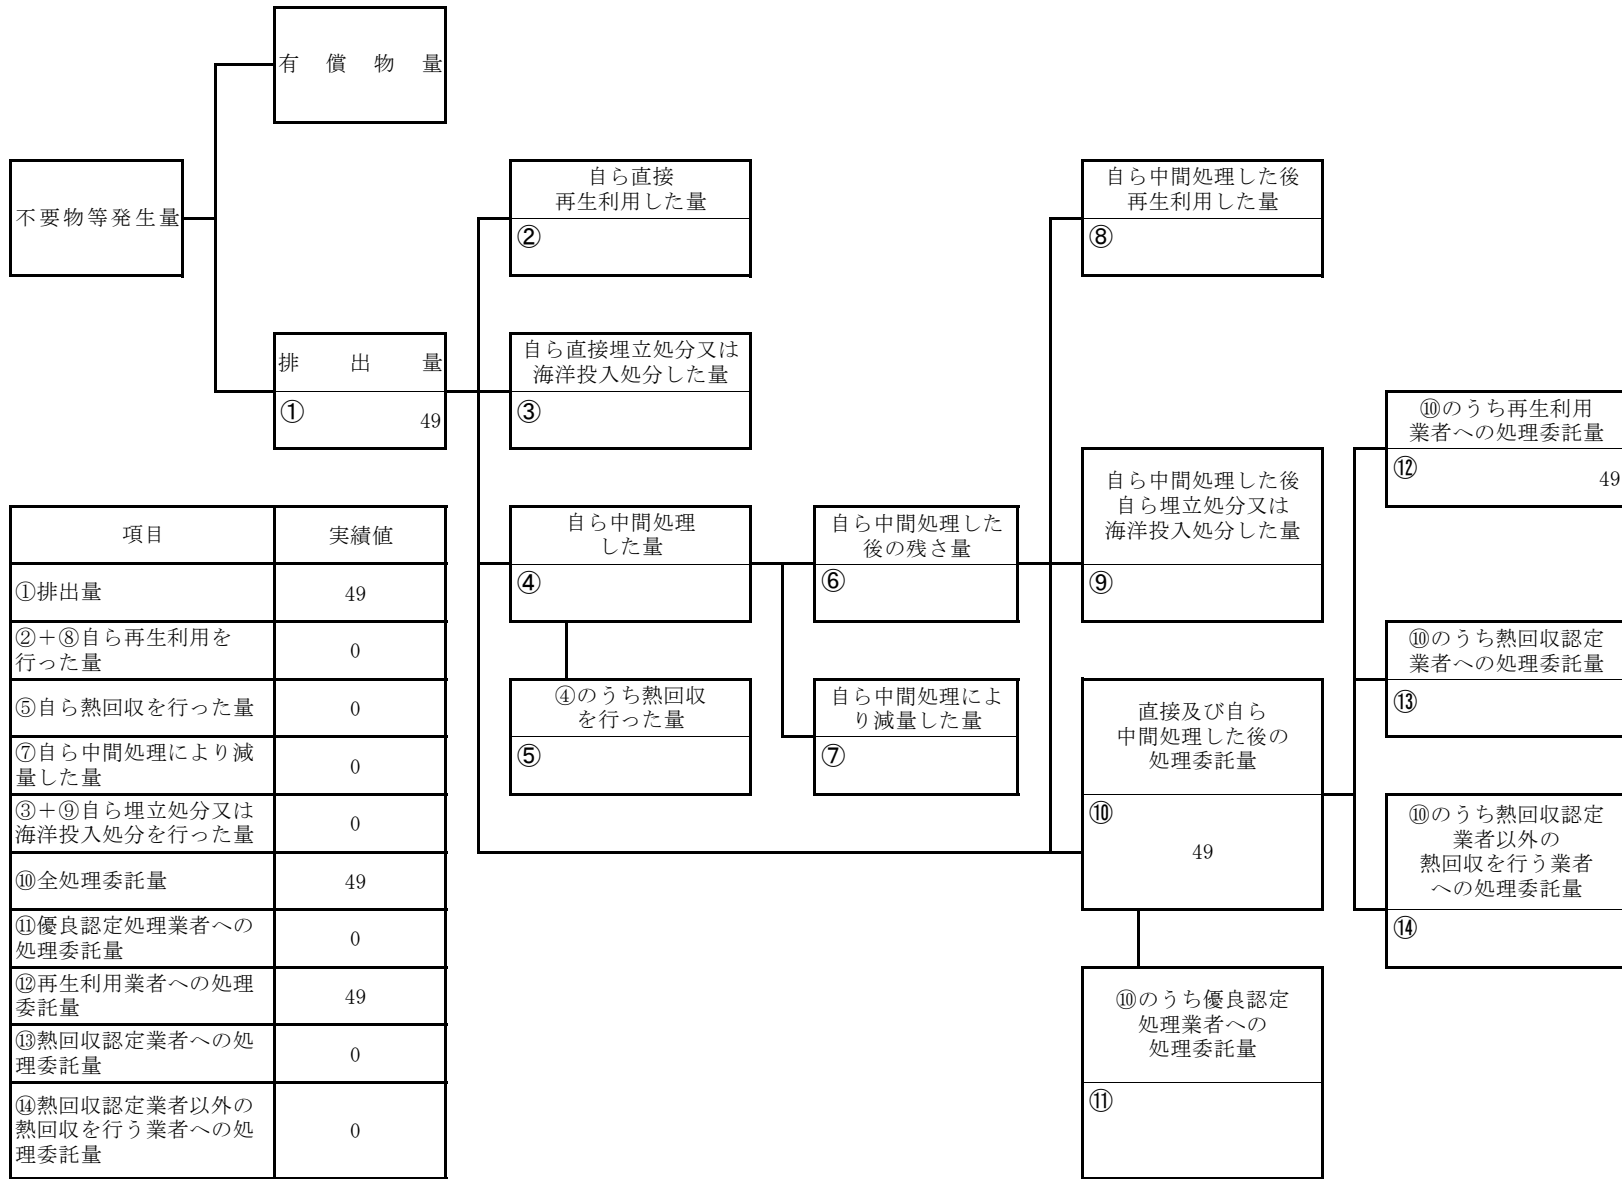 有償物量
不要物等発生量
排出量
①
49
自ら直接
再生利用した量
②
自ら直接埋立処分又は
海洋投入処分した量
③
自ら中間処理
した量
④
④のうち熱回収
を行った量
⑤
自ら中間処理した
後の残さ量
⑥
自ら中間処理によ
り減量した量
⑦
自ら中間処理した後
再生利用した量
⑧
自ら中間処理した後
自ら埋立処分又は
海洋投入処分した量
⑨
直接及び自ら
中間処理した後の
処理委託量
⑩
49
⑩のうち優良認定
処理業者への
処理委託量
⑪
⑩のうち再生利用
業者への処理委託量
⑫
49
⑩のうち熱回収認定
業者への処理委託量
⑬
⑩のうち熱回収認定
業者以外の
熱回収を行う業者
への処理委託量
⑭
項目 実績値
①排出量 49
②+⑧自ら再生利用を
行った量 0
⑤自ら熱回収を行った量 0
⑦自ら中間処理により減
量した量 0
③+⑨自ら埋立処分又は
海洋投入処分を行った量 0
⑩全処理委託量 49
⑪優良認定処理業者への
処理委託量 0
⑫再生利用業者への処理
委託量 49
⑬熱回収認定業者への処
理委託量 0
⑭熱回収認定業者以外の
熱回収を行う業者への処
理委託量 0